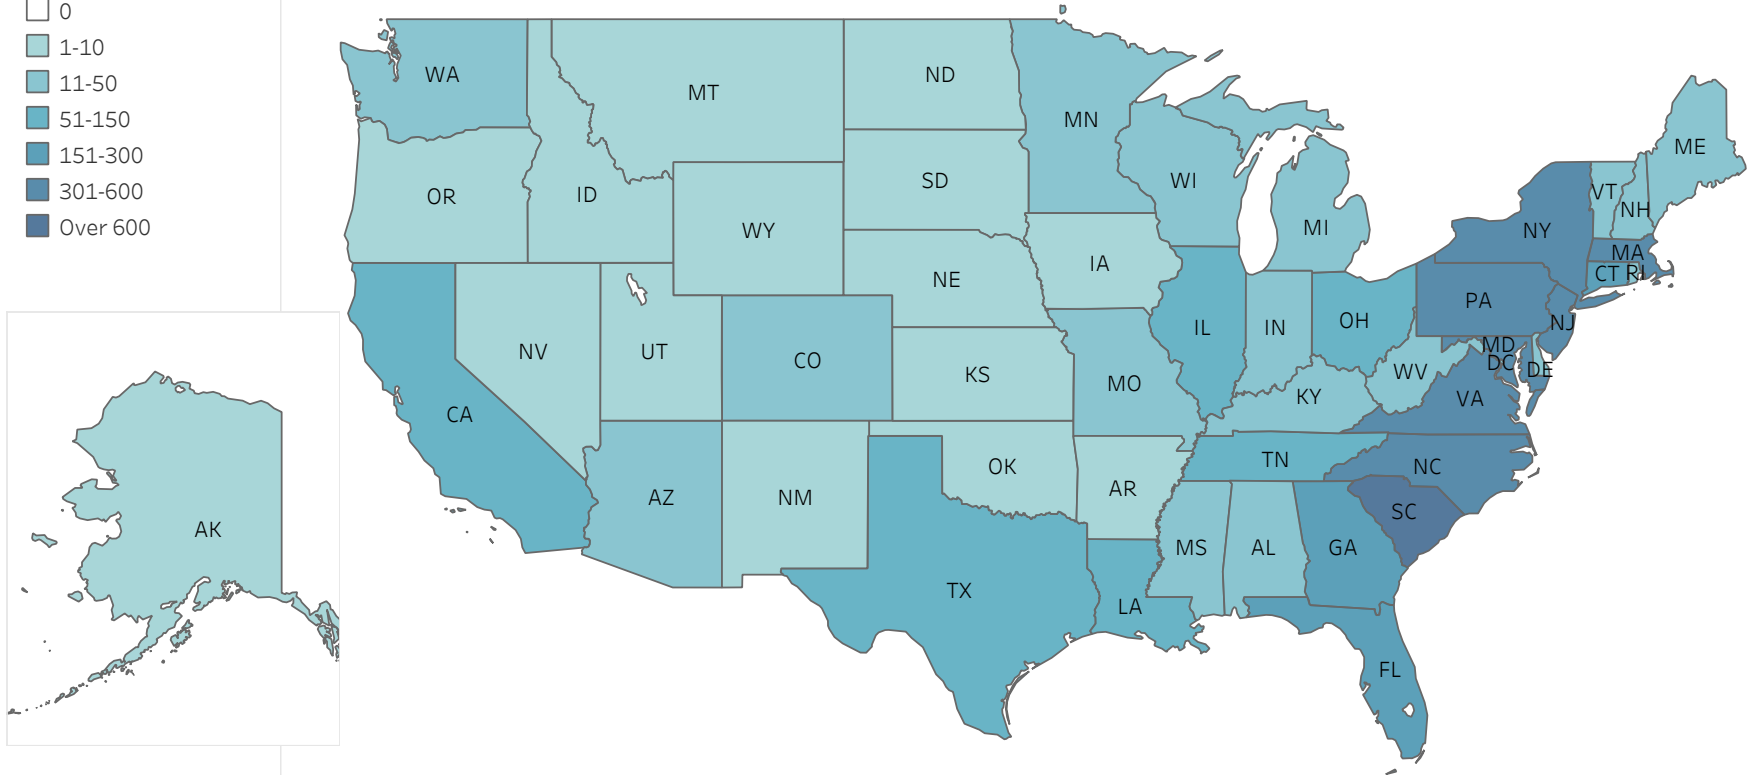 0
1-10
11-50
51-150
151-300
301-600
Over 600
WA
MT
ND
MN
ME
OR
ID
SD
WI
VT
NH
WY
MI
NY
MA
IA
CT RI
NE
PA
NV
UT
CO
IL
IN
OH
NJ
MD
DC
DE
KS
MO
WV
KY
VA
CA
OK
TN
NC
AZ
NM
AR
SC
AK
MS
AL
GA
TX
LA
FL